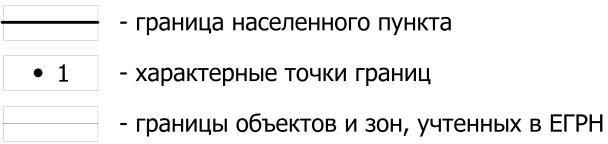 - граница населенного пункта
• 1 - характерные точки границ
- границы объектов и зон, учтенных в ЕГРН